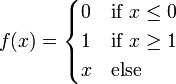 0 if x ≤ 0
f(x) = { 1 if x ≥ 1
x else